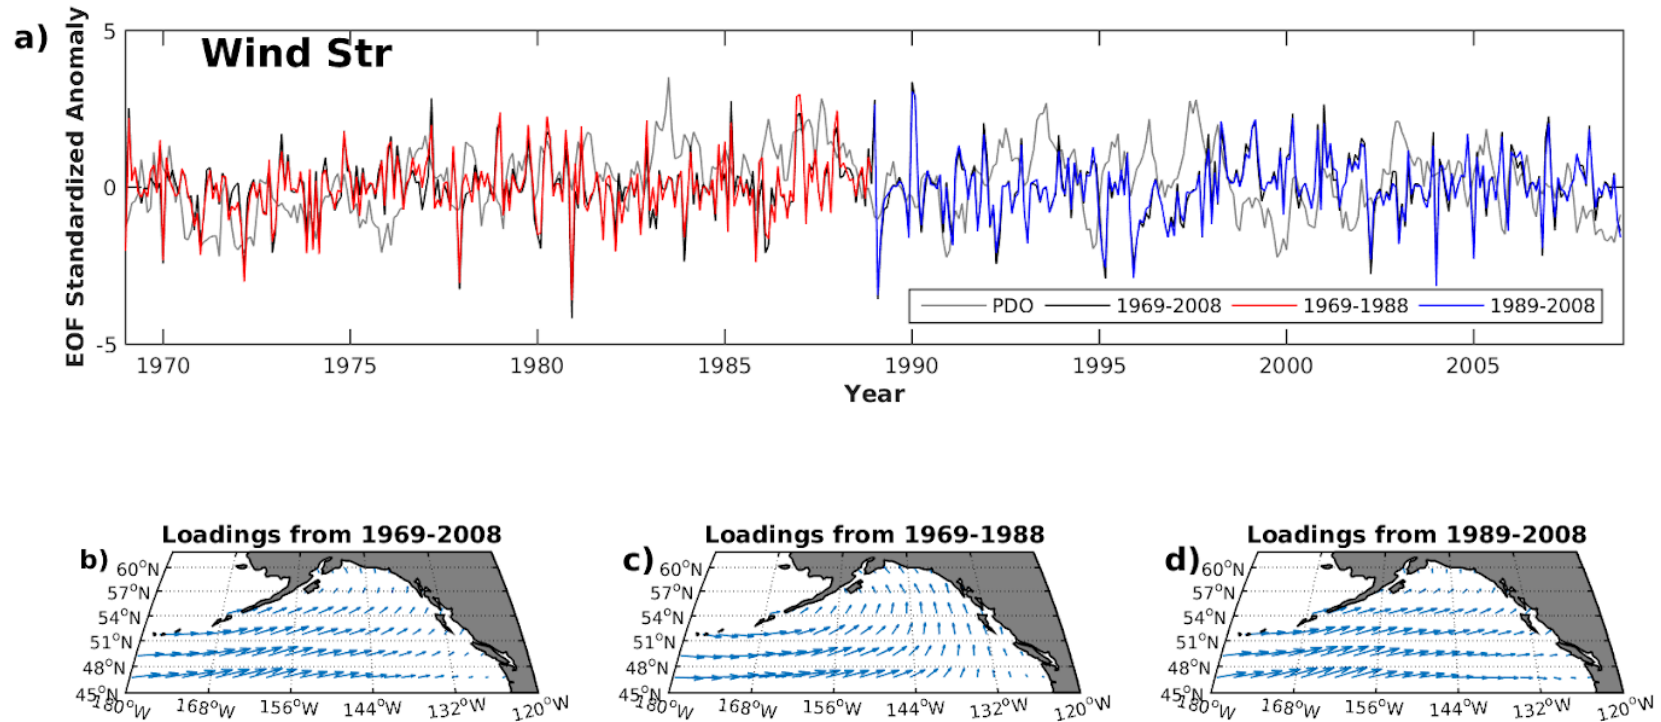 a)
Wind Str
EOF Standardized Anomaly
5
0
-5
PDO 1969-2008 1969-1988 1989-2008
1970 1975 1980 1985 1990 1995 2000 2005
Year
b)
Loadings from 1969-2008
60°N
57°N
54°N
51°N
48°N
45°N
180°W 168°W 156°W 144°W 132°W 120°W
c)
Loadings from 1969-1988
60°N
57°N
54°N
51°N
48°N
45°N
180°W 168°W 156°W 144°W 132°W 120°W
d)
Loadings from 1989-2008
60°N
57°N
54°N
51°N
48°N
45°N
180°W 168°W 156°W 144°W 132°W 120°W